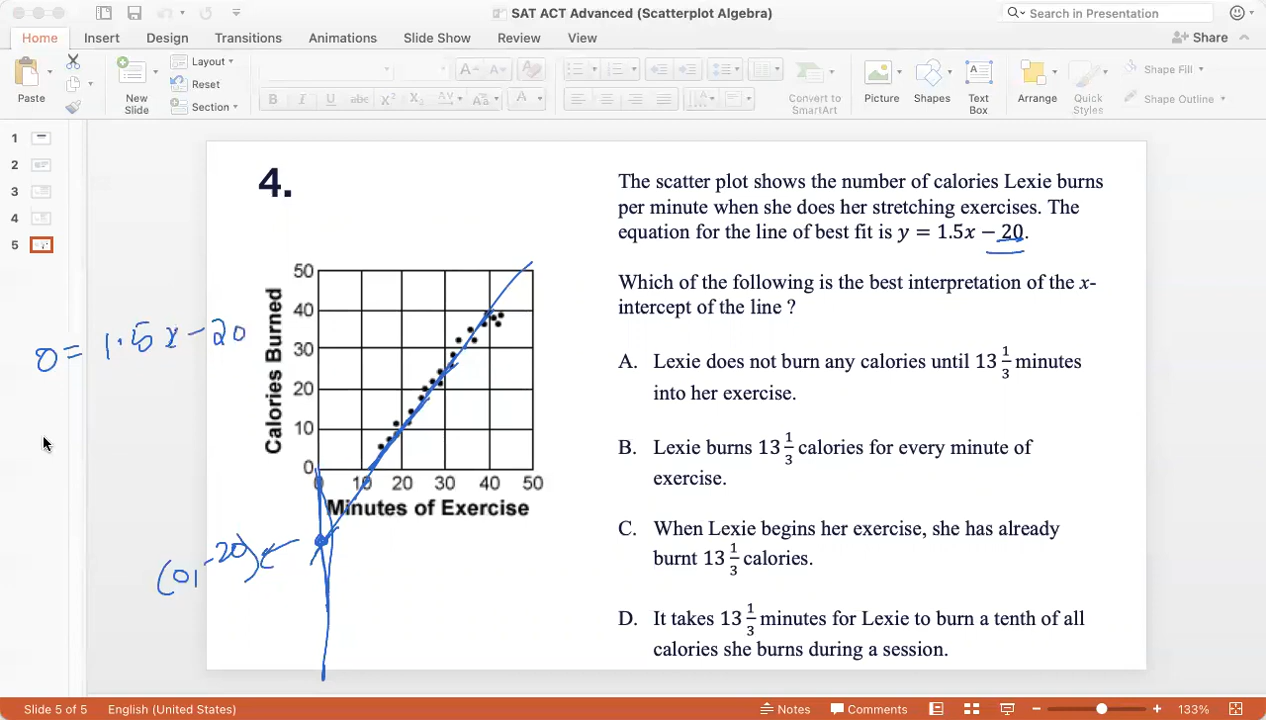 SAT ACT Advanced (Scatterplot Algebra)
Search in Presentation
Home Insert Design Transitions Animations Slide Show Review View
Share
Paste
New Slide
Layout
Reset
Section
B I U abc X² X₂ AV Aa A
Convert to SmartArt
Picture
Shapes
Text Box
Arrange
Quick Styles
Shape Fill
Shape Outline
1
2
3
4
5
4.
The scatter plot shows the number of calories Lexie burns
per minute when she does her stretching exercises. The
equation for the line of best fit is y = 1.5x − 20.
Which of the following is the best interpretation of the x-
intercept of the line ?
A. Lexie does not burn any calories until 13 1/3 minutes
into her exercise.
B. Lexie burns 13 1/3 calories for every minute of
exercise.
C. When Lexie begins her exercise, she has already
burnt 13 1/3 calories.
D. It takes 13 1/3 minutes for Lexie to burn a tenth of all
calories she burns during a session.
Calories Burned
50
40
30
20
10
0
0 10 20 30 40 50
Minutes of Exercise
0 = 1.5x − 20
(0, −20)
Slide 5 of 5 English (United States)
Notes Comments 133%